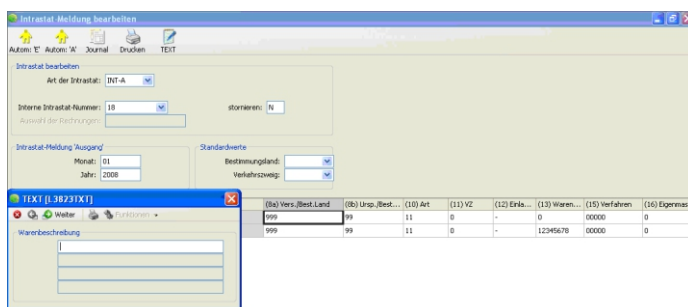 Intrastat Meldung bearbeiten
Autom: 'E' Autom: 'A' Journal Drucken TEXT
Intrastat bearbeiten
Art der Intrastat: INT-A
Interne Intrastat-Nummer: 18 stornieren: N
Auswahl der Rechnungen:
Intrastat-Meldung 'Ausgang' Standardwerte
Monat: 01 Bestimmungsland:
Jahr: 2008 Verkehrszweig:
TEXT [L3823TXT]
Weiter Funktionen
Warenbeschreibung
(8a) Vers./Best.Land (8b) Ursp./Best... (10) Art (11) VZ (12) Einla... (13) Waren... (15) Verfahren (16) Eigenmas
999 99 11 0 - 0 00000 0
999 99 11 0 - 12345678 00000 0